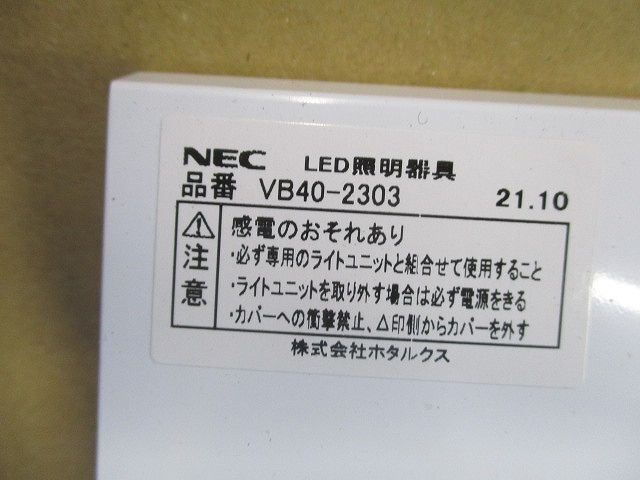 NEC LED照明器具
品番 VB40-2303 21.10
⚠注意
感電のおそれあり
・必ず専用のライトユニットと組合せて使用すること
・ライトユニットを取り外す場合は必ず電源をきる
・カバーへの衝撃禁止、△印側からカバーを外す
株式会社ホタルクス